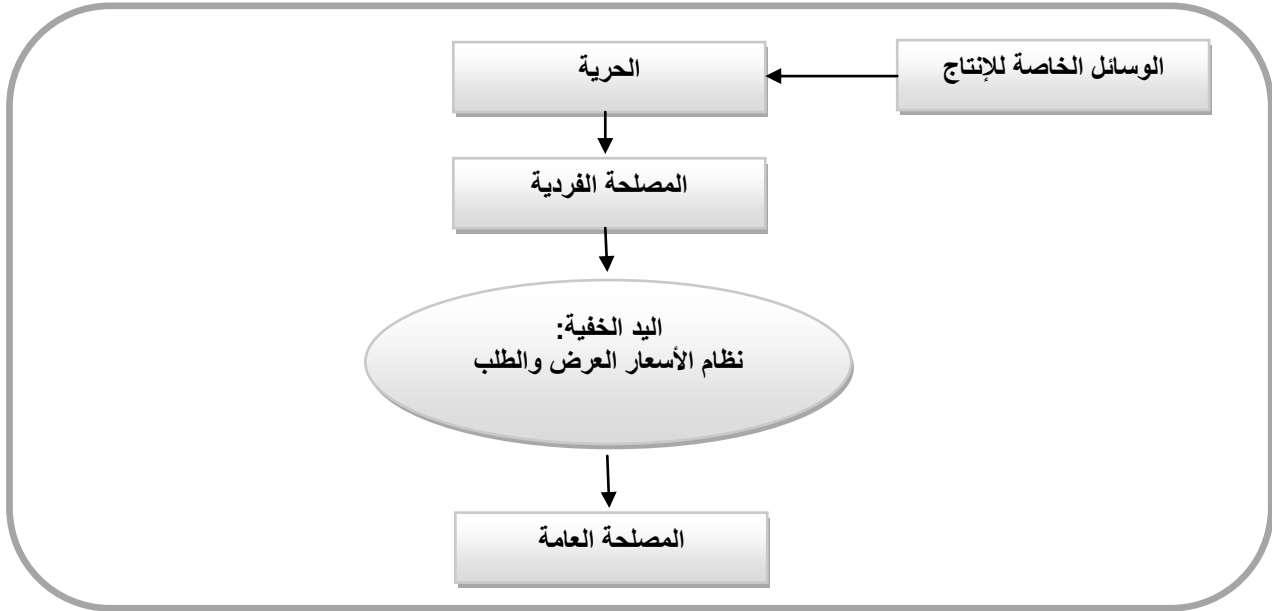 الوسائل الخاصة للإنتاج
الحرية
المصلحة الفردية
اليد الخفية:
نظام الأسعار العرض والطلب
المصلحة العامة